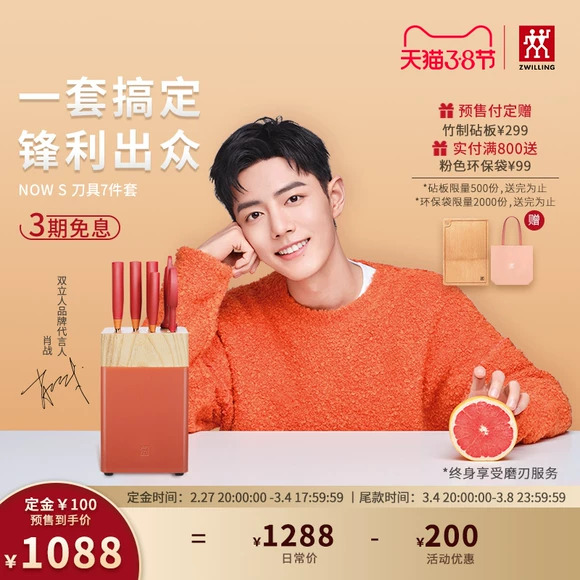 天猫3·8节
ZWILLING
一套搞定
锋利出众
NOW S 刀具7件套
3期免息
预售付定赠
竹制砧板¥299
实付满800送
粉色环保袋¥99
*砧板限量500份,送完为止
*环保袋限量2000份,送完为止
赠
双立人品牌代言人
肖战
*终身享受磨刃服务
定金¥100
预售到手价
¥1088
定金时间：2.27 20:00:00 -3.4 17:59:59 | 尾款时间：3.4 20:00:00-3.8 23:59:59
= ¥1288 - ¥200
日常价 活动优惠